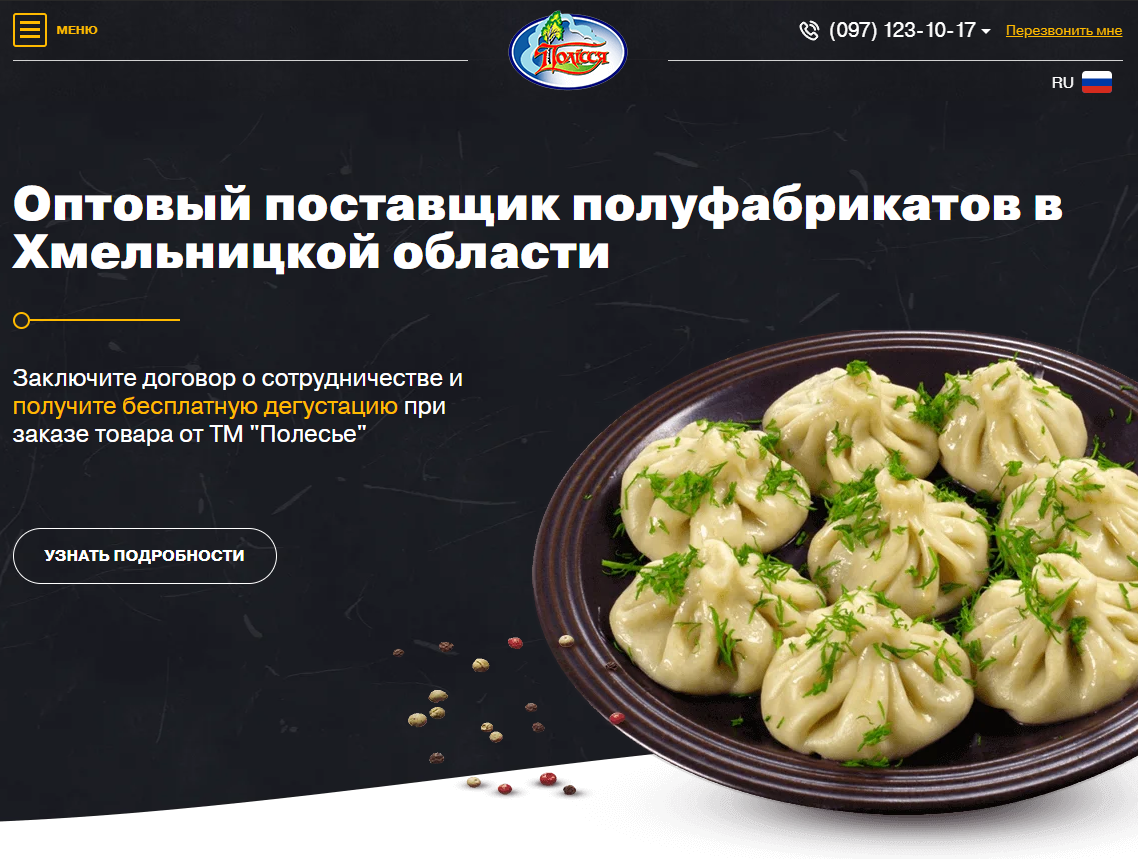 МЕНЮ
Полісся
(097) 123-10-17
Перезвонить мне
RU
Оптовый поставщик полуфабрикатов в
Хмельницкой области
Заключите договор о сотрудничестве и
получите бесплатную дегустацию при
заказе товара от ТМ "Полесье"
УЗНАТЬ ПОДРОБНОСТИ